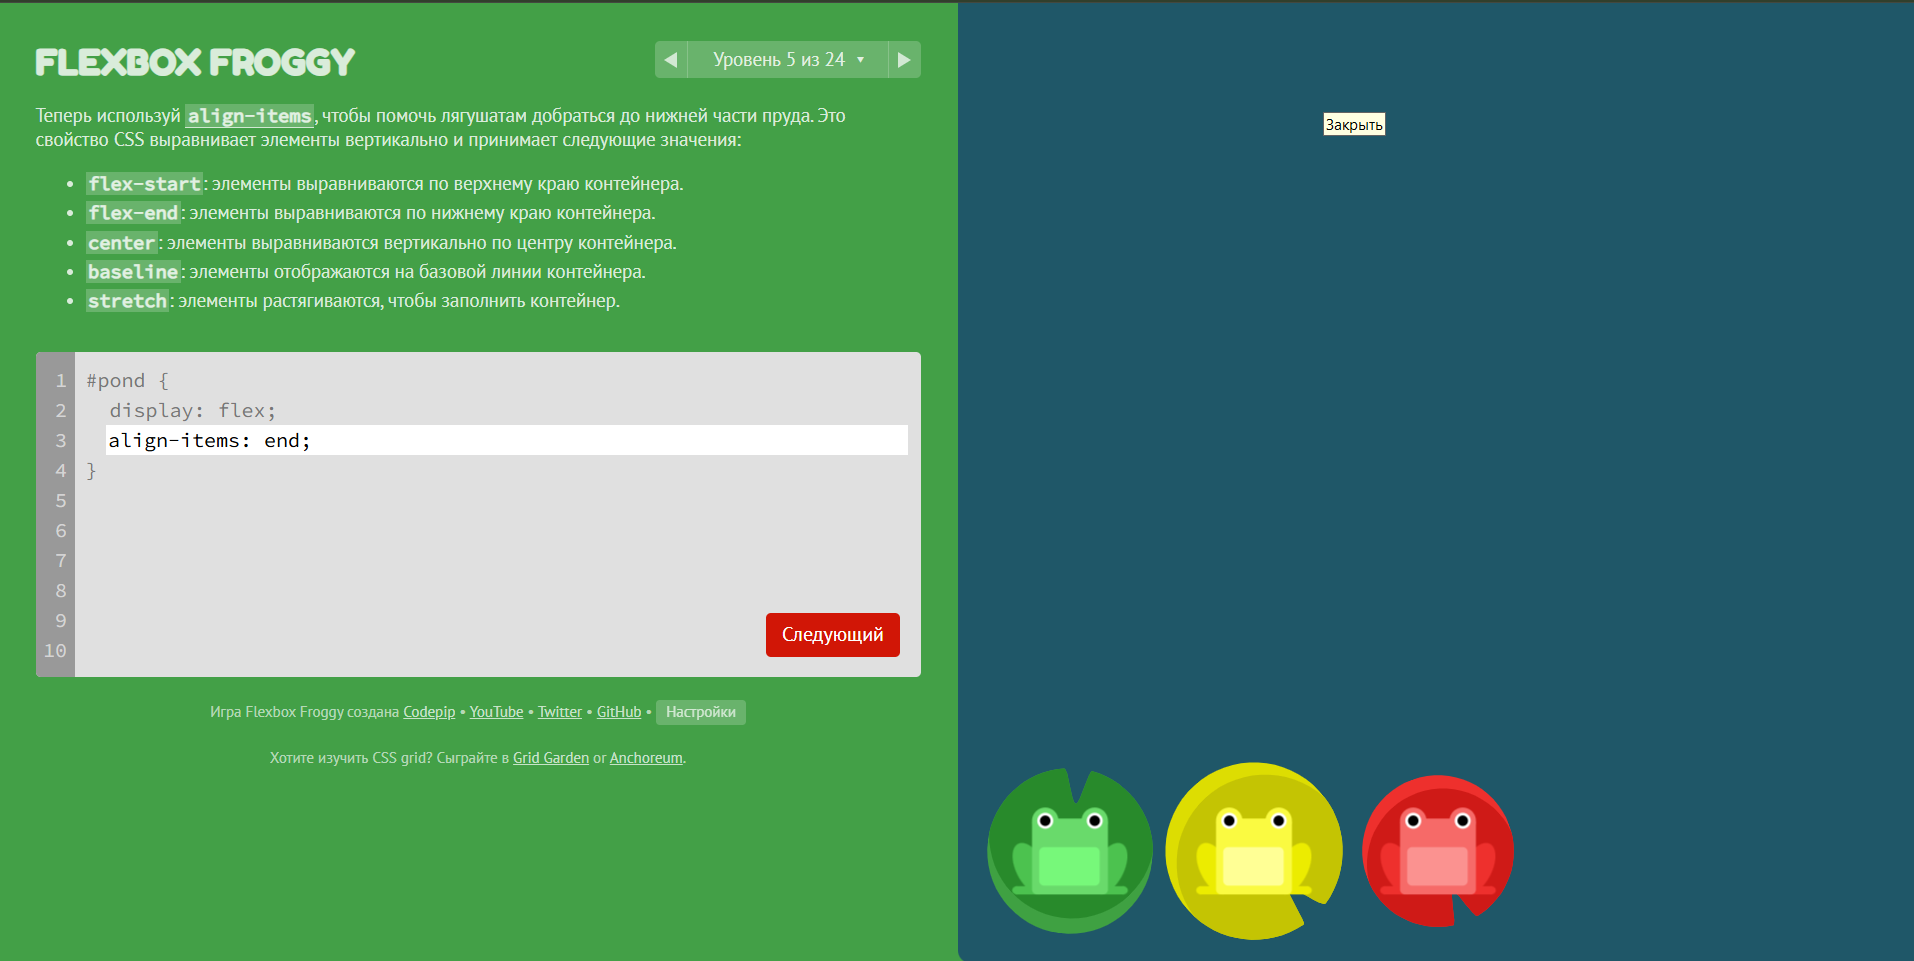 FLEXBOX FROGGY
Уровень 5 из 24
Теперь используй align-items, чтобы помочь лягушатам добраться до нижней части пруда. Это
свойство CSS выравнивает элементы вертикально и принимает следующие значения:
• flex-start: элементы выравниваются по верхнему краю контейнера.
• flex-end: элементы выравниваются по нижнему краю контейнера.
• center: элементы выравниваются вертикально по центру контейнера.
• baseline: элементы отображаются на базовой линии контейнера.
• stretch: элементы растягиваются, чтобы заполнить контейнер.
1 #pond {
2 display: flex;
3 align-items: end;
4 }
5
6
7
8
9
10
Следующий
Игра Flexbox Froggy создана Codepip • YouTube • Twitter • GitHub • Настройки
Хотите изучить CSS grid? Сыграйте в Grid Garden or Anchoreum.
Закрыть